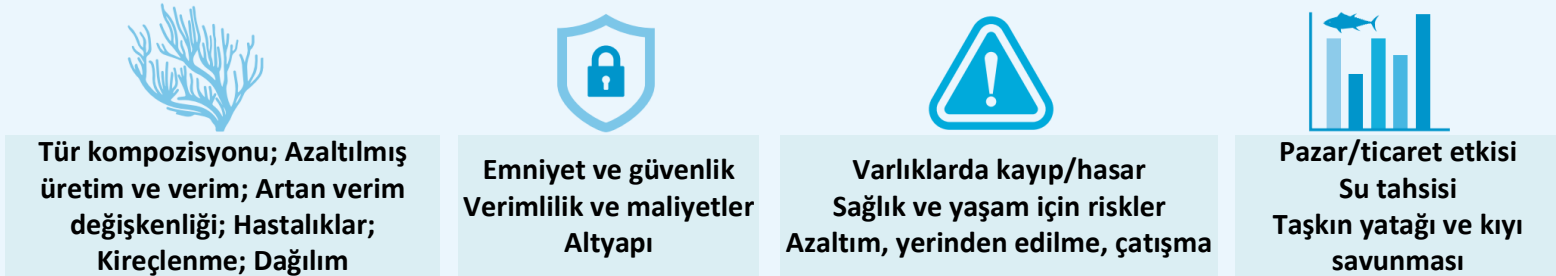 Tür kompozisyonu; Azaltılmış
üretim ve verim; Artan verim
değişkenliği; Hastalıklar;
Kireçlenme; Dağılım
Emniyet ve güvenlik
Verimlilik ve maliyetler
Altyapı
Varlıklarda kayıp/hasar
Sağlık ve yaşam için riskler
Azaltım, yerinden edilme, çatışma
Pazar/ticaret etkisi
Su tahsisi
Taşkın yatağı ve kıyı
savunması